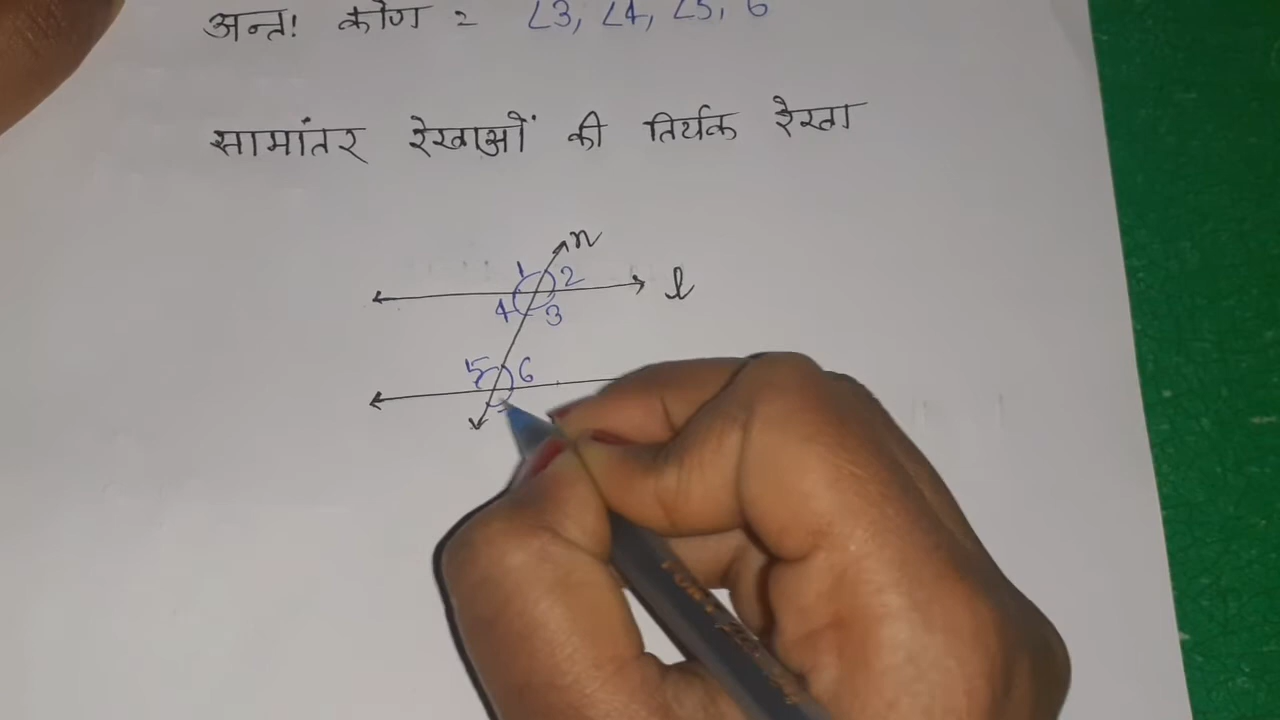 अन्त! कोण = ∠3, ∠4, ∠5, 6
सामांतर रेखाओं की तिर्यक रेखा
n
1 2
l
4 3
5 6